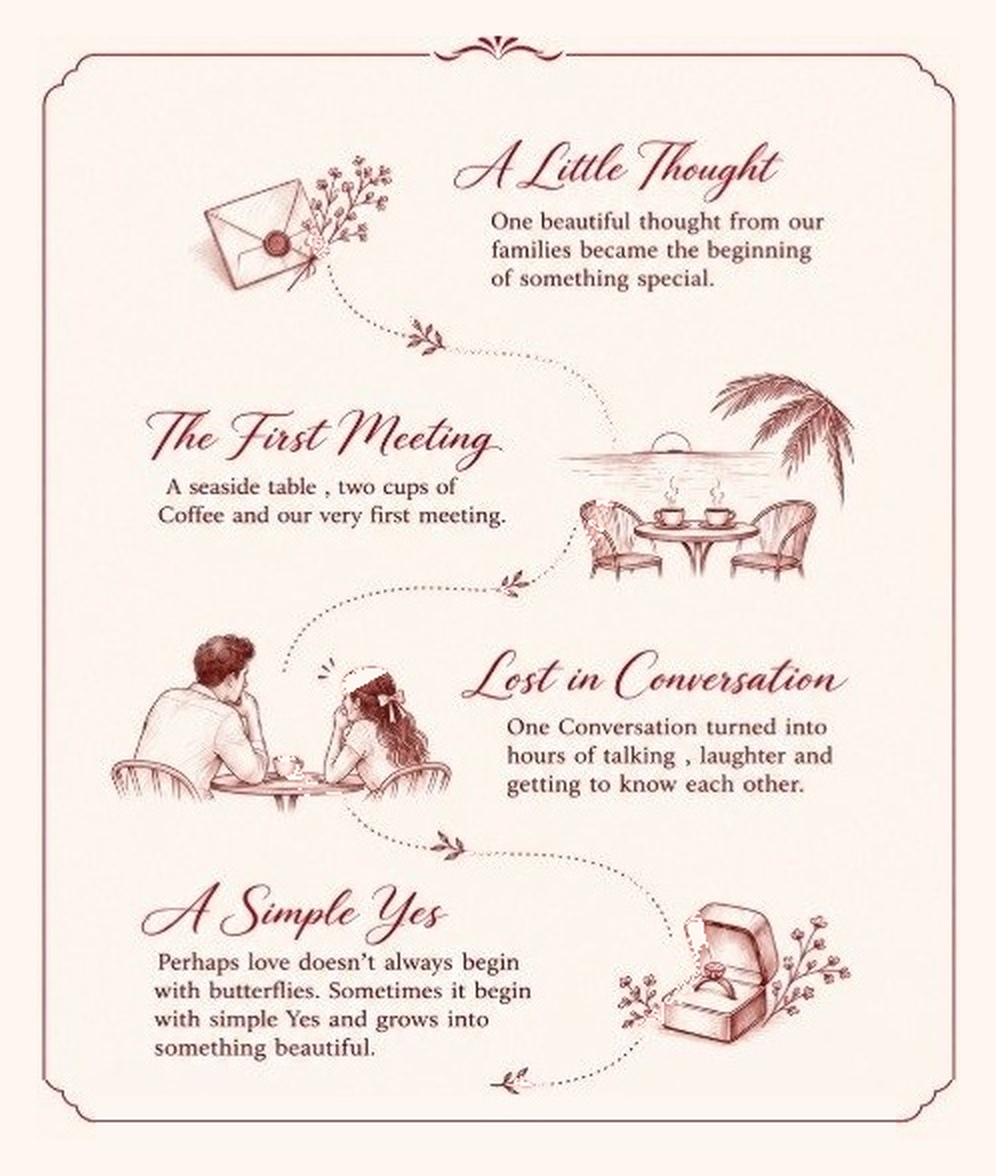 A Little Thought
One beautiful thought from our
families became the beginning
of something special.
The First Meeting
A seaside table , two cups of
Coffee and our very first meeting.
Lost in Conversation
One Conversation turned into
hours of talking , laughter and
getting to know each other.
A Simple Yes
Perhaps love doesn’t always begin
with butterflies. Sometimes it begin
with simple Yes and grows into
something beautiful.